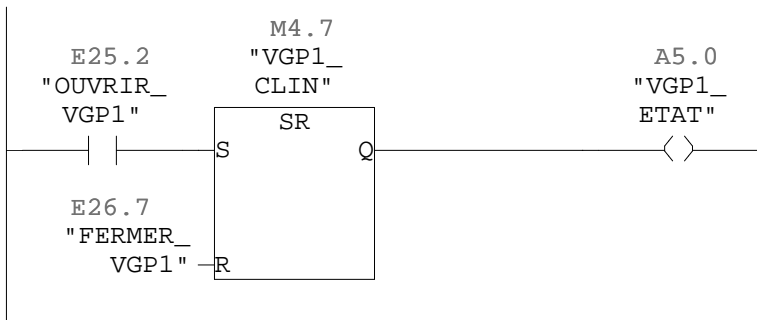 M4.7
E25.2
"VGP1_
A5.0
"OUVRIR_
CLIN"
"VGP1_
VGP1"
ETAT"
SR
S
Q
E26.7
"FERMER_
VGP1"
R